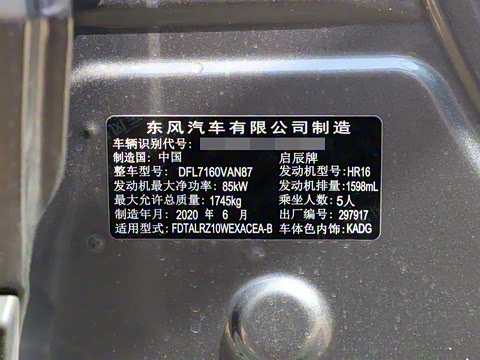 东风汽车有限公司制造
车辆识别代号：
制造国：中国 启辰牌
整车型号：DFL7160VAN87 发动机型号：HR16
发动机最大净功率：85kW 发动机排量：1598mL
最大允许总质量：1745kg 乘坐人数：5人
制造年月：2020 年 6 月 出厂编号：297917
适用型式：FDTALRZ10WEXACEA-B 车体色内饰：KADG